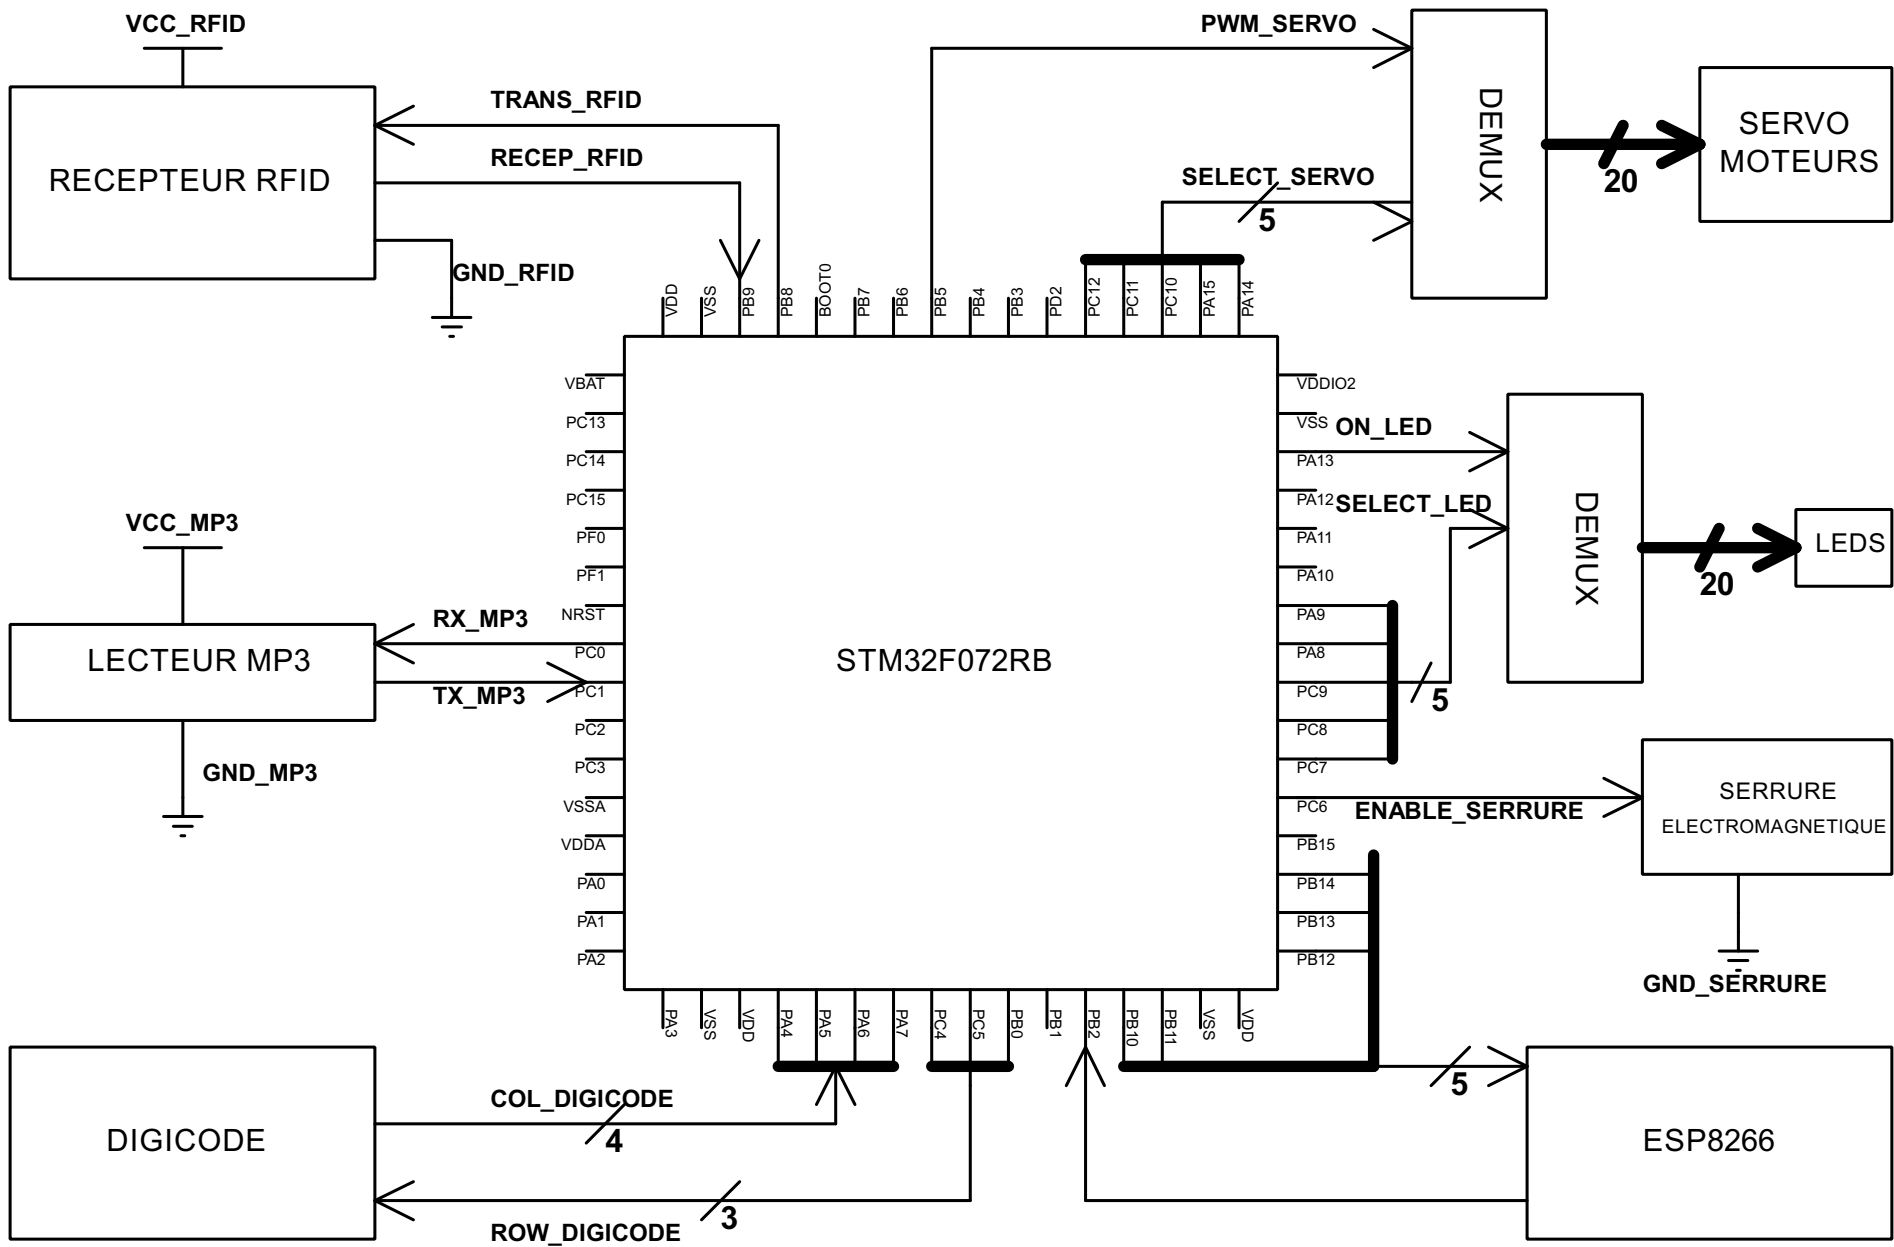 VCC_RFID
PWM_SERVO
TRANS_RFID
RECEP_RFID
RECEPTEUR RFID
GND_RFID
SELECT_SERVO
5
DEMUX
20
SERVO
MOTEURS
VDD
VSS
PB9
PB8
BOOT0
PB7
PB6
PB5
PB4
PB3
PD2
PC12
PC11
PC10
PA15
PA14
VBAT
PC13
PC14
PC15
PF0
PF1
NRST
PC0
PC1
PC2
PC3
VSSA
VDDA
PA0
PA1
PA2
STM32F072RB
VDDIO2
VSS
PA13
PA12
PA11
PA10
PA9
PA8
PC9
PC8
PC7
PC6
PB15
PB14
PB13
PB12
ON_LED
SELECT_LED
5
DEMUX
20
LEDS
VCC_MP3
RX_MP3
LECTEUR MP3
TX_MP3
GND_MP3
ENABLE_SERRURE
SERRURE
ELECTROMAGNETIQUE
GND_SERRURE
PA3
VSS
VDD
PA4
PA5
PA6
PA7
PC4
PC5
PB0
PB1
PB2
PB10
PB11
VSS
VDD
COL_DIGICODE
4
DIGICODE
3
ROW_DIGICODE
5
ESP8266